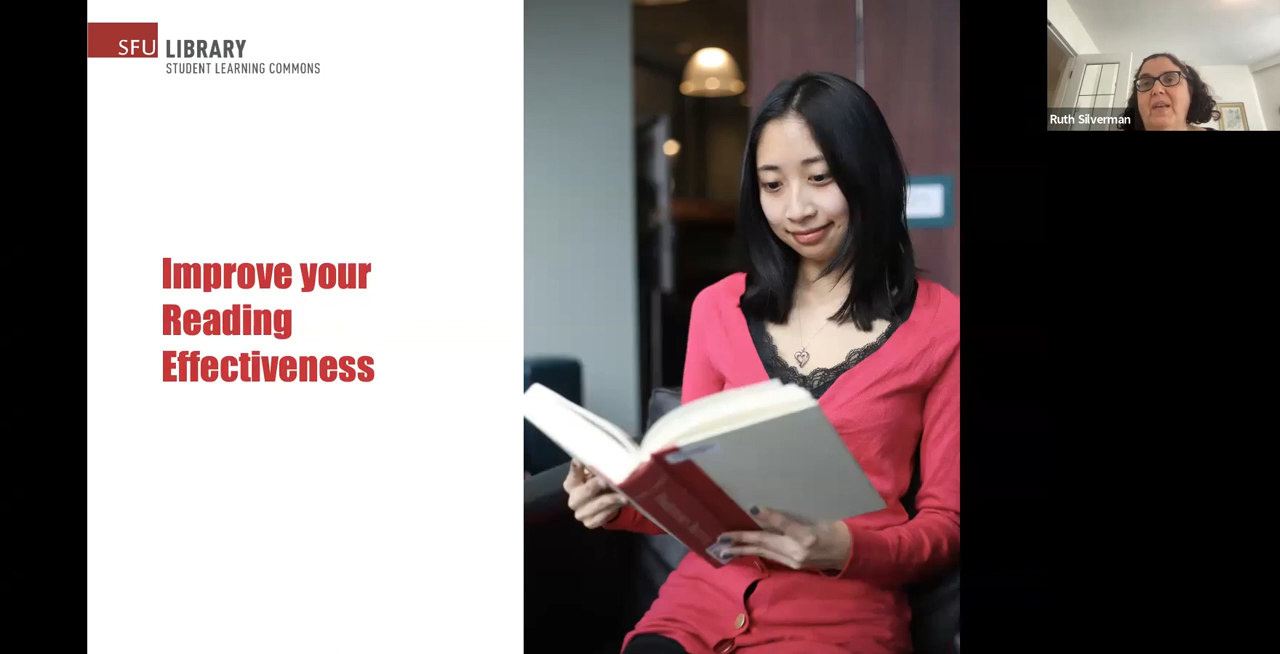 SFU LIBRARY
STUDENT LEARNING COMMONS
Ruth Silverman
Improve your
Reading
Effectiveness